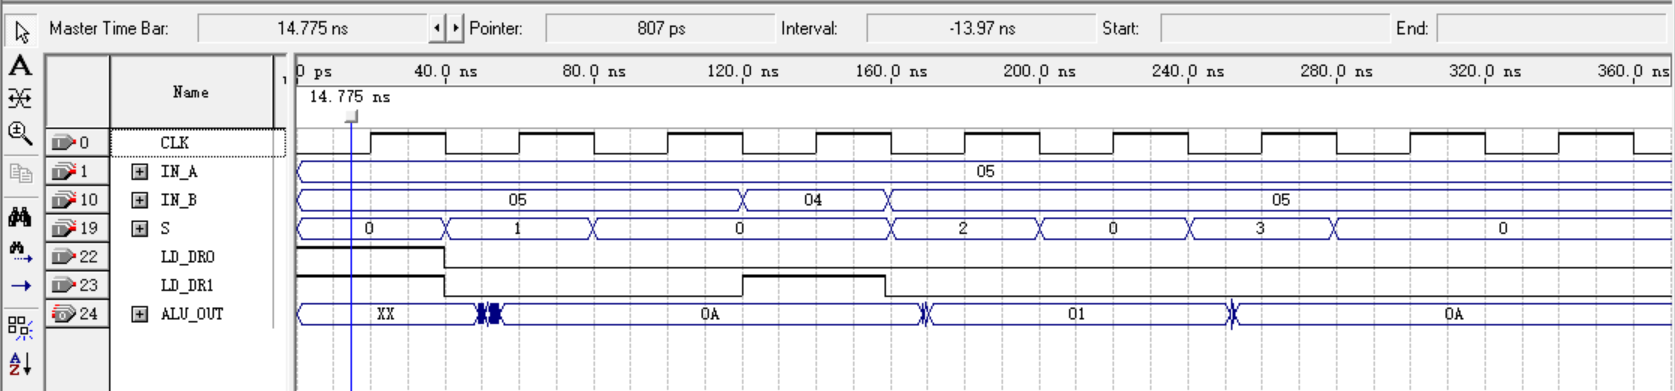 Master Time Bar: 14.775 ns Pointer: 807 ps Interval: -13.97 ns Start: End:
Name
0 ps 40.0 ns 80.0 ns 120.0 ns 160.0 ns 200.0 ns 240.0 ns 280.0 ns 320.0 ns 360.0 ns
14.775 ns
0 CLK
1 IN_A 05
10 IN_B 05 04 05
19 S 0 1 0 2 0 3 0
22 LD_DR0
23 LD_DR1
24 ALU_OUT XX 0A 01 0A